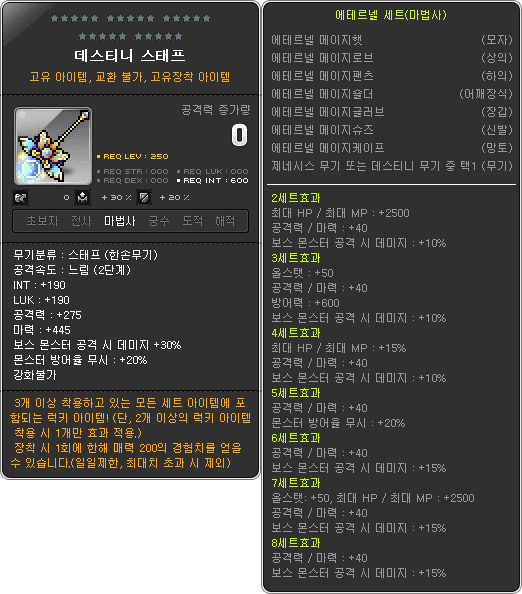 데스티니 스태프
고유 아이템, 교환 불가, 고유장착 아이템
공격력 증가량
0
REQ LEV : 250
REQ STR : 000
REQ LUK : 000
REQ DEX : 000
REQ INT : 600
0
+ 30 %
+ 20 %
초보자 전사 마법사 궁수 도적 해적
무기분류 : 스태프 (한손무기)
공격속도 : 느림 (2단계)
INT : +190
LUK : +190
공격력 : +275
마력 : +445
보스 몬스터 공격 시 데미지 +30%
몬스터 방어율 무시 : +20%
강화불가
3개 이상 착용하고 있는 모든 세트 아이템에 포
함되는 럭키 아이템! (단, 2개 이상의 럭키 아이템
착용 시 1개만 효과 적용.)
장착 시 1회에 한해 매력 200의 경험치를 얻을
수 있습니다.(일일제한, 최대치 초과 시 제외)
에테르넬 세트(마법사)
에테르넬 메이지햇 (모자)
에테르넬 메이지로브 (상의)
에테르넬 메이지팬츠 (하의)
에테르넬 메이지숄더 (어깨장식)
에테르넬 메이지글러브 (장갑)
에테르넬 메이지슈즈 (신발)
에테르넬 메이지케이프 (망토)
제네시스 무기 또는 데스티니 무기 중 택1 (무기)
2세트효과
최대 HP / 최대 MP : +2500
공격력 / 마력 : +40
보스 몬스터 공격 시 데미지 : +10%
3세트효과
올스탯 : +50
공격력 / 마력 : +40
방어력 : +600
보스 몬스터 공격 시 데미지 : +10%
4세트효과
최대 HP / 최대 MP : +15%
공격력 / 마력 : +40
보스 몬스터 공격 시 데미지 : +10%
5세트효과
공격력 / 마력 : +40
몬스터 방어율 무시 : +20%
6세트효과
공격력 / 마력 : +40
보스 몬스터 공격 시 데미지 : +15%
7세트효과
올스탯: +50, 최대 HP / 최대 MP : +2500
공격력 / 마력 : +40
보스 몬스터 공격 시 데미지 : +15%
8세트효과
공격력 / 마력 : +40
보스 몬스터 공격 시 데미지 : +15%